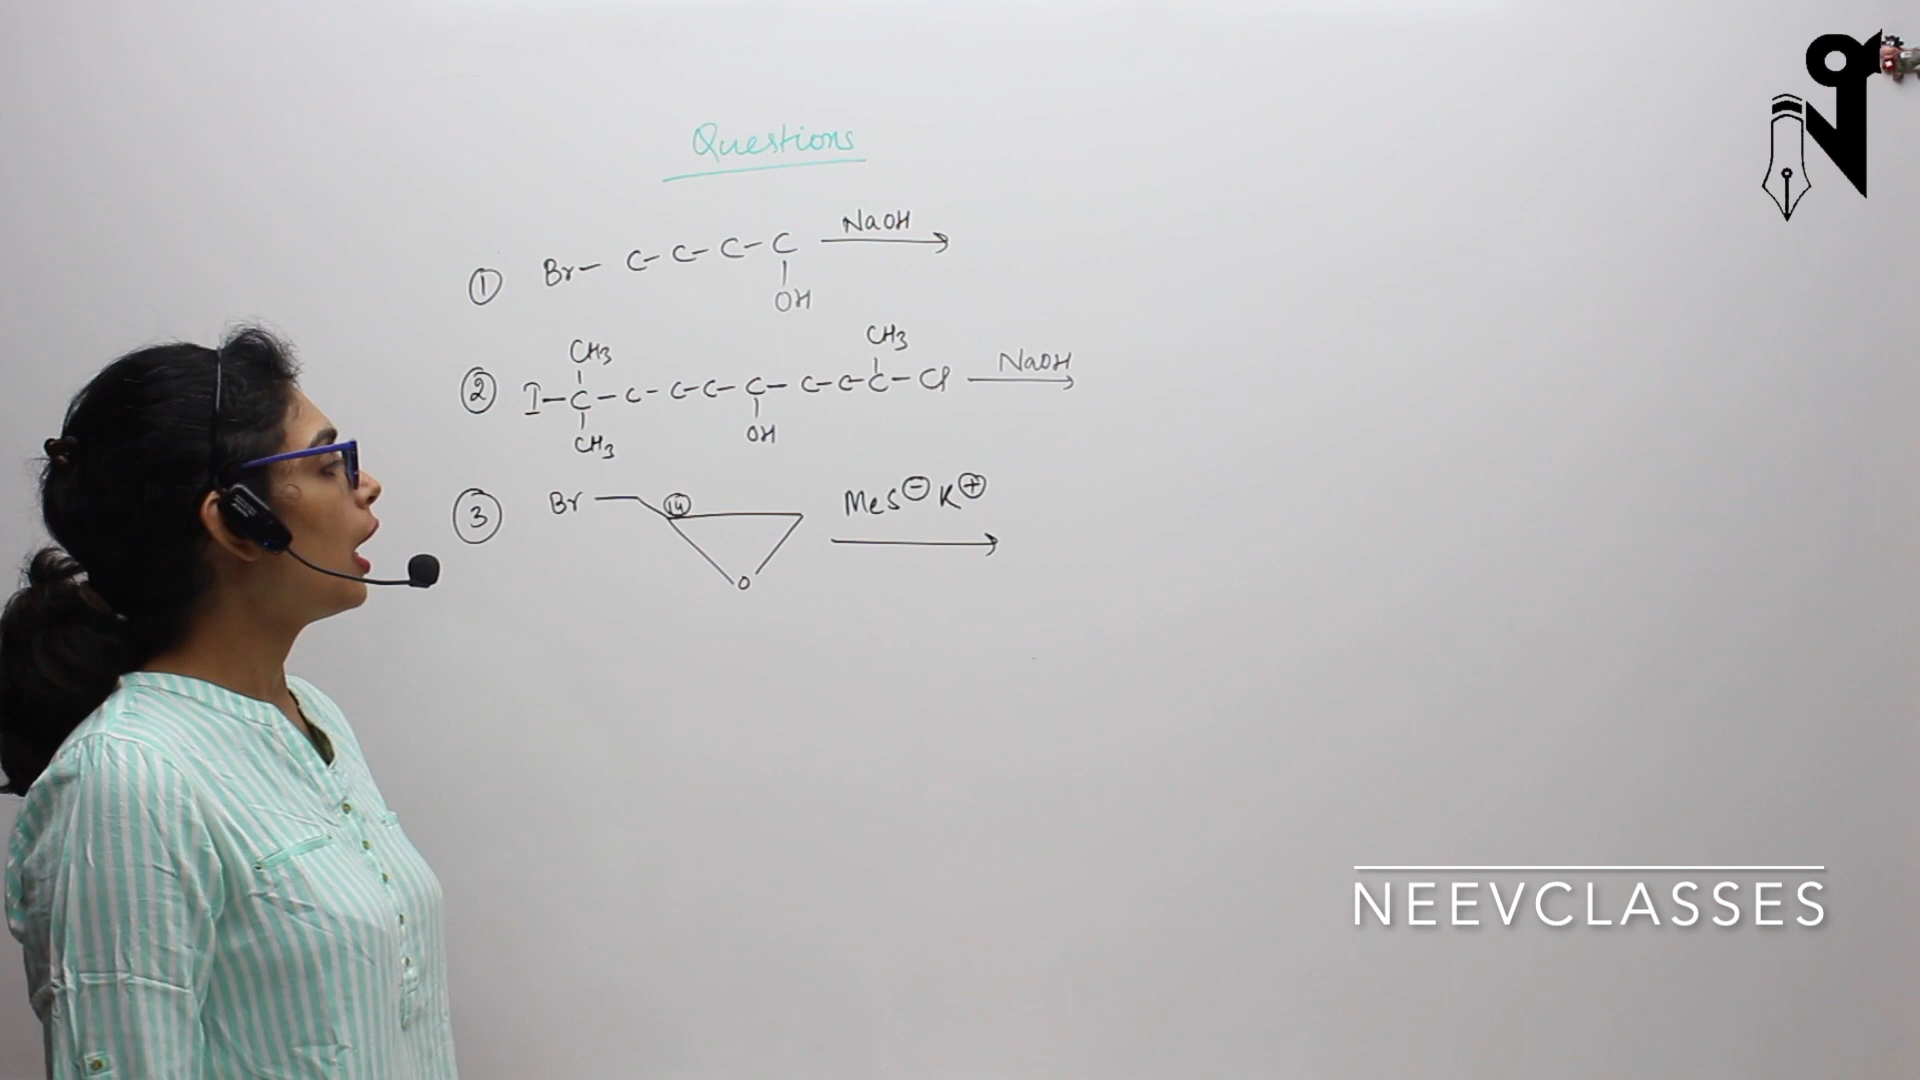 Questions
① Br- C- C- C- C NaOH
OH
CH3 CH3
② I-C-C-C-C-C-C-C-C-Cl NaOH
CH3 OH
③ Br ⑭ MeS⊖ K⊕
O
NEEVCLASSES